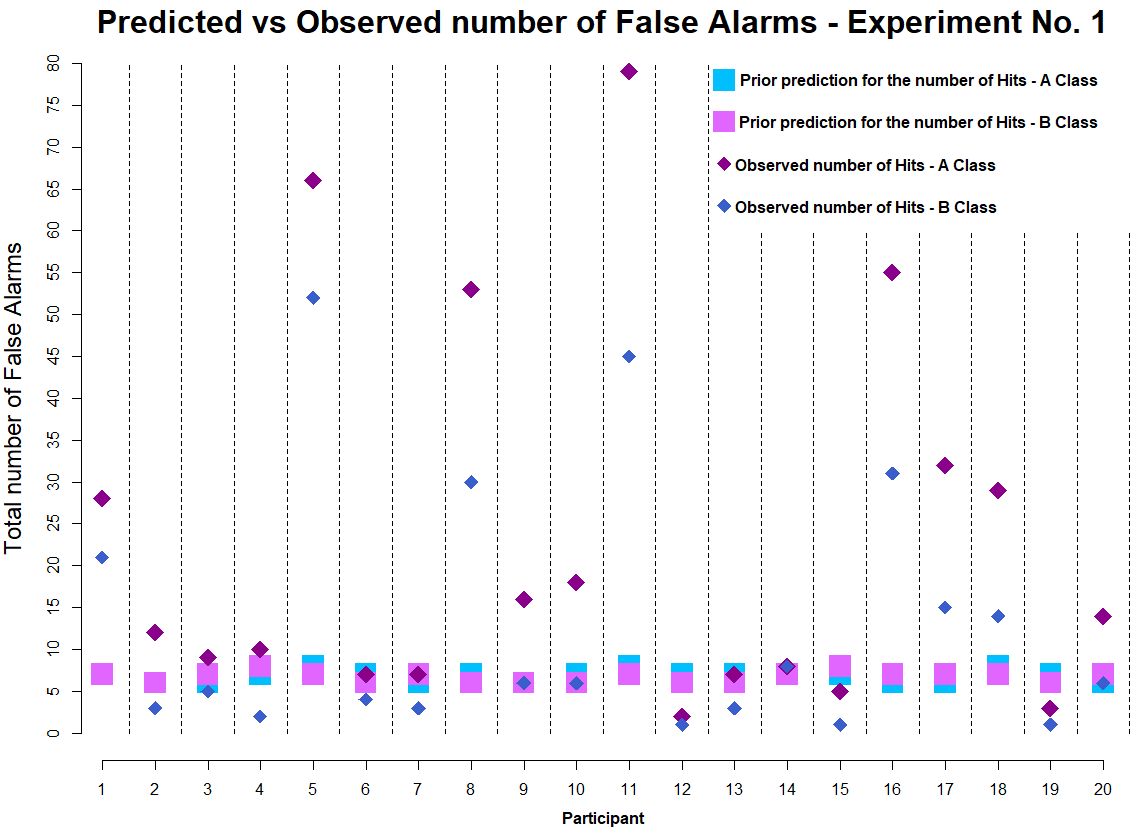 Predicted vs Observed number of False Alarms - Experiment No. 1
Prior prediction for the number of Hits - A Class
Prior prediction for the number of Hits - B Class
Observed number of Hits - A Class
Observed number of Hits - B Class
Total number of False Alarms
80
75
70
65
60
55
50
45
40
35
30
25
20
15
10
5
0
1 2 3 4 5 6 7 8 9 10 11 12 13 14 15 16 17 18 19 20
Participant